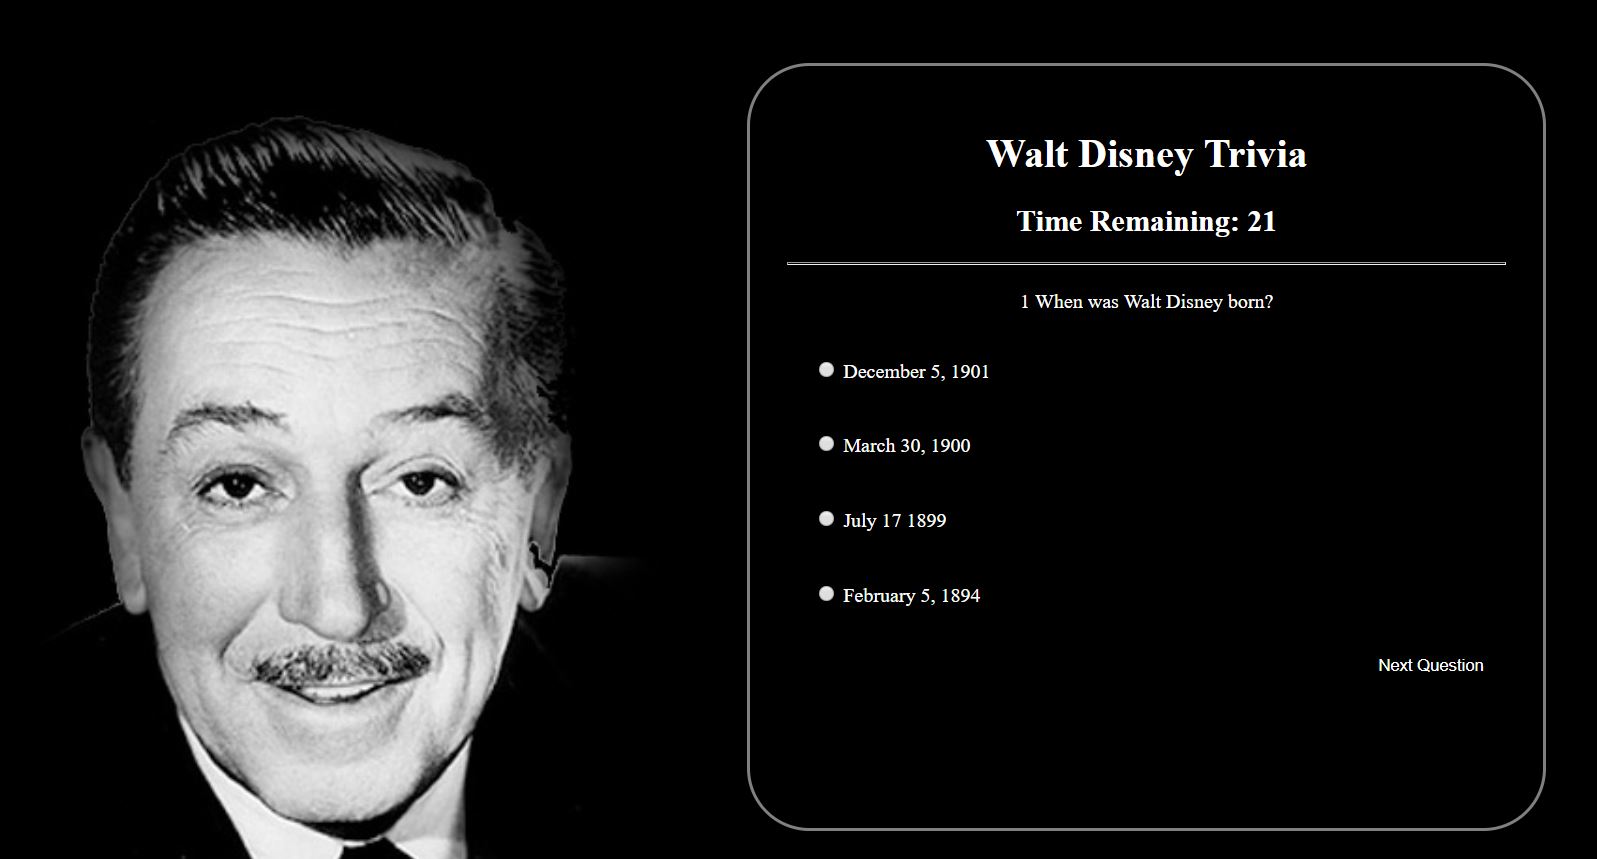 Walt Disney Trivia
Time Remaining: 21
1 When was Walt Disney born?
December 5, 1901
March 30, 1900
July 17 1899
February 5, 1894
Next Question